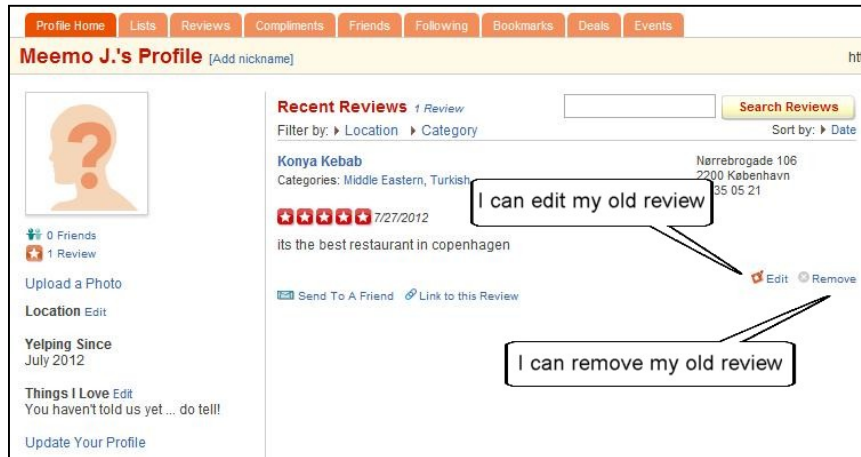 Profile Home Lists Reviews Compliments Friends Following Bookmarks Deals Events
Meemo J.'s Profile [Add nickname]
Recent Reviews 1 Review
Search Reviews
Filter by: Location Category
Sort by: Date
Konya Kebab
Categories: Middle Eastern, Turkish
Nørrebrogade 106
2200 København
35 05 21
7/27/2012
its the best restaurant in copenhagen
Edit Remove
Send To A Friend Link to this Review
I can edit my old review
I can remove my old review
0 Friends
1 Review
Upload a Photo
Location Edit
Yelping Since
July 2012
Things I Love Edit
You haven't told us yet ... do tell!
Update Your Profile